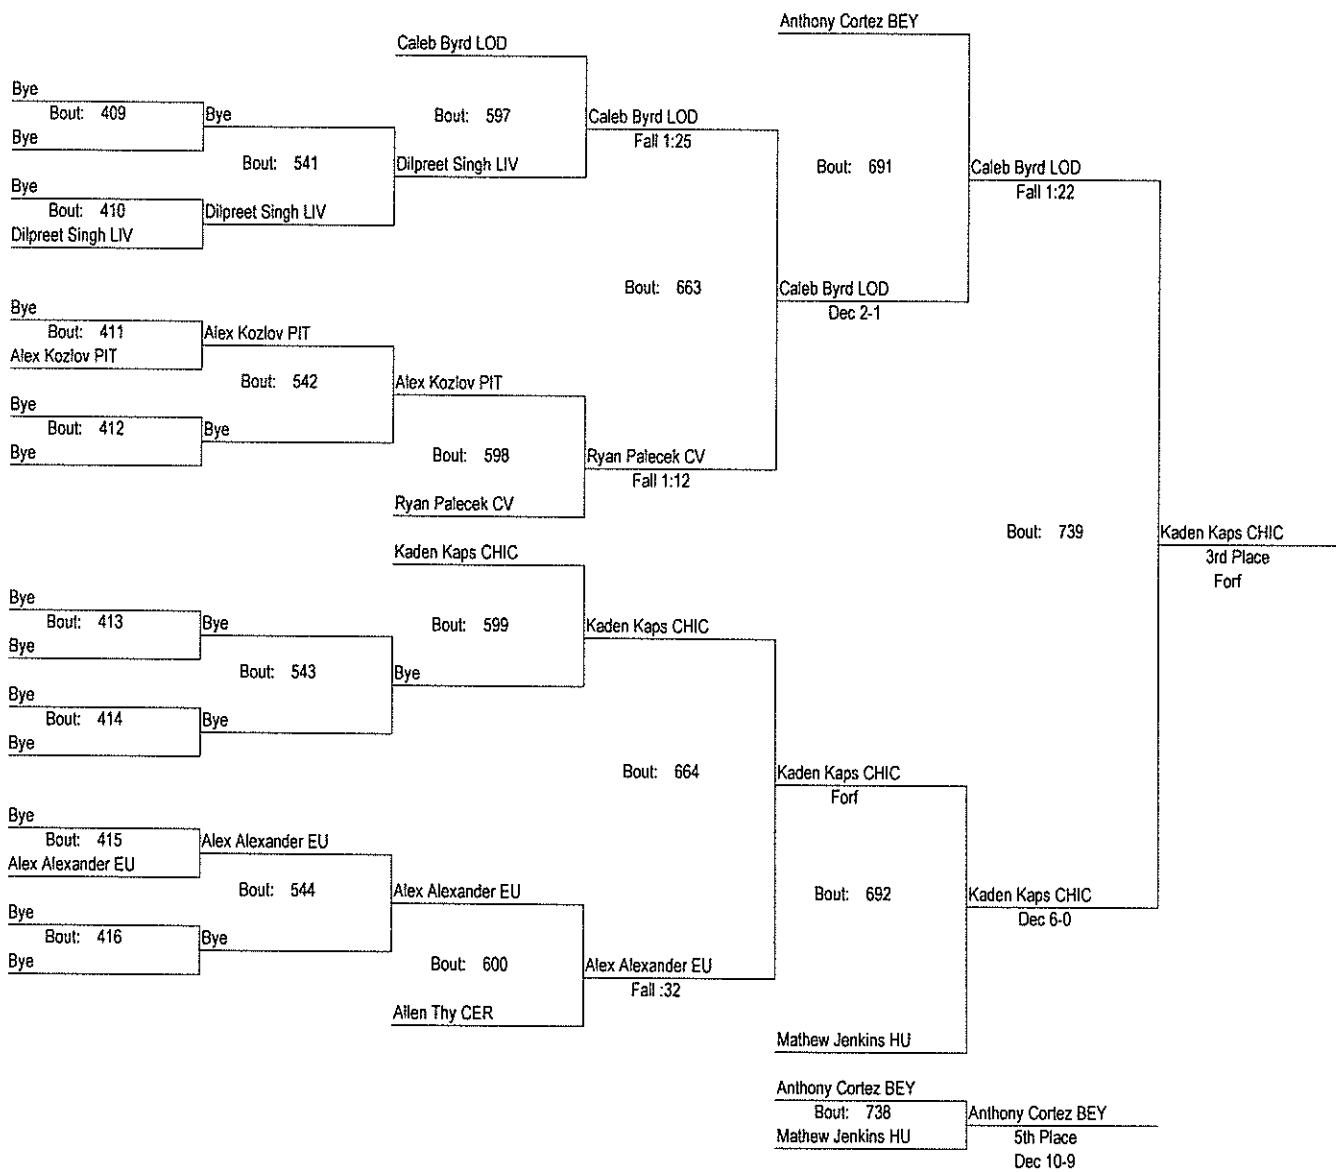 Anthony Cortez BEY
Caleb Byrd LOD
Bye
Bout: 409
Bye
Bye
Bout: 597
Caleb Byrd LOD
Fall 1:25
Bout: 541
Dilpreet Singh LIV
Bout: 691
Caleb Byrd LOD
Fall 1:22
Bye
Bout: 410
Dilpreet Singh LIV
Dilpreet Singh LIV
Bout: 663
Caleb Byrd LOD
Dec 2-1
Bye
Bout: 411
Alex Kozlov PIT
Alex Kozlov PIT
Bout: 542
Alex Kozlov PIT
Bye
Bout: 412
Bye
Bye
Bout: 598
Ryan Palecek CV
Fall 1:12
Ryan Palecek CV
Bout: 739
Kaden Kaps CHIC
3rd Place
Forf
Kaden Kaps CHIC
Bye
Bout: 413
Bye
Bye
Bout: 599
Kaden Kaps CHIC
Bout: 543
Bye
Bye
Bout: 414
Bye
Bye
Bout: 664
Kaden Kaps CHIC
Forf
Bye
Bout: 415
Alex Alexander EU
Alex Alexander EU
Bout: 544
Alex Alexander EU
Bout: 692
Kaden Kaps CHIC
Dec 6-0
Bye
Bout: 416
Bye
Bye
Bout: 600
Alex Alexander EU
Fall :32
Allen Thy CER
Mathew Jenkins HU
Anthony Cortez BEY
Bout: 738
Mathew Jenkins HU
Anthony Cortez BEY
5th Place
Dec 10-9